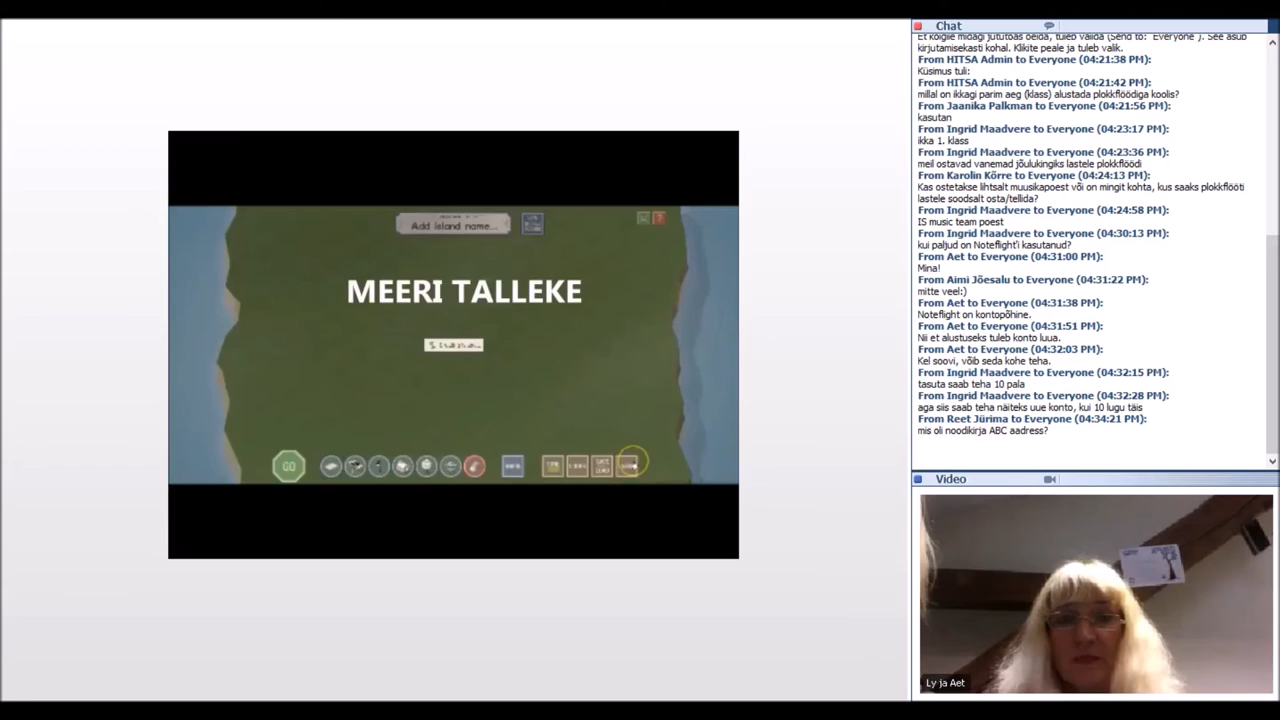 Add island name...
MEERI TALLEKE
GO
Chat
Et kõigile midagi jututoas öelda, tuleb valida (Send to: "Everyone"). See asub
kirjutamisekasti kohal. Klikite peale ja tuleb valik.
From HITSA Admin to Everyone (04:21:38 PM):
Küsimus tuli:
From HITSA Admin to Everyone (04:21:42 PM):
millal on ikkagi parim aeg (klass) alustada plokkflöödiga koolis?
From Jaanika Palkman to Everyone (04:21:56 PM):
kasutan
From Ingrid Maadvere to Everyone (04:23:17 PM):
ikka 1. klass
From Ingrid Maadvere to Everyone (04:23:36 PM):
meil ostavad vanemad jõulukingiks lastele plokkflöödi
From Karolin Kõrre to Everyone (04:24:13 PM):
Kas ostetakse lihtsalt muusikapoest või on mingit kohta, kus saaks plokkflööti
lastele soodsalt osta/tellida?
From Ingrid Maadvere to Everyone (04:24:58 PM):
IS music team poest
From Ingrid Maadvere to Everyone (04:30:13 PM):
kui paljud on Noteflight'i kasutanud?
From Aet to Everyone (04:31:00 PM):
Mina!
From Aimi Jõesalu to Everyone (04:31:22 PM):
mitte veel:)
From Aet to Everyone (04:31:38 PM):
Noteflight on kontopõhine.
From Aet to Everyone (04:31:51 PM):
Nii et alustuseks tuleb konto luua.
From Aet to Everyone (04:32:03 PM):
Kel soovi, võib seda kohe teha.
From Ingrid Maadvere to Everyone (04:32:15 PM):
tasuta saab teha 10 pala
From Ingrid Maadvere to Everyone (04:32:28 PM):
aga siis saab teha näiteks uue konto, kui 10 lugu täis
From Reet Jürima to Everyone (04:34:21 PM):
mis oli noodikirja ABC aadress?
Video
Ly ja Aet